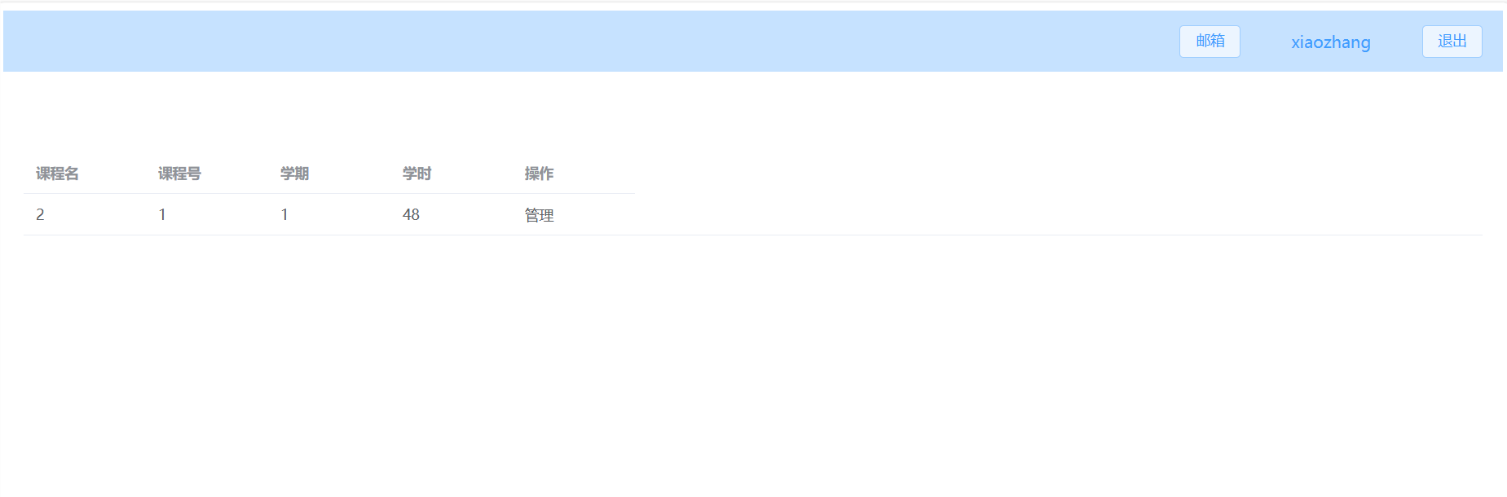 邮箱 xiaozhang 退出
课程名 课程号 学期 学时 操作
2 1 1 48 管理